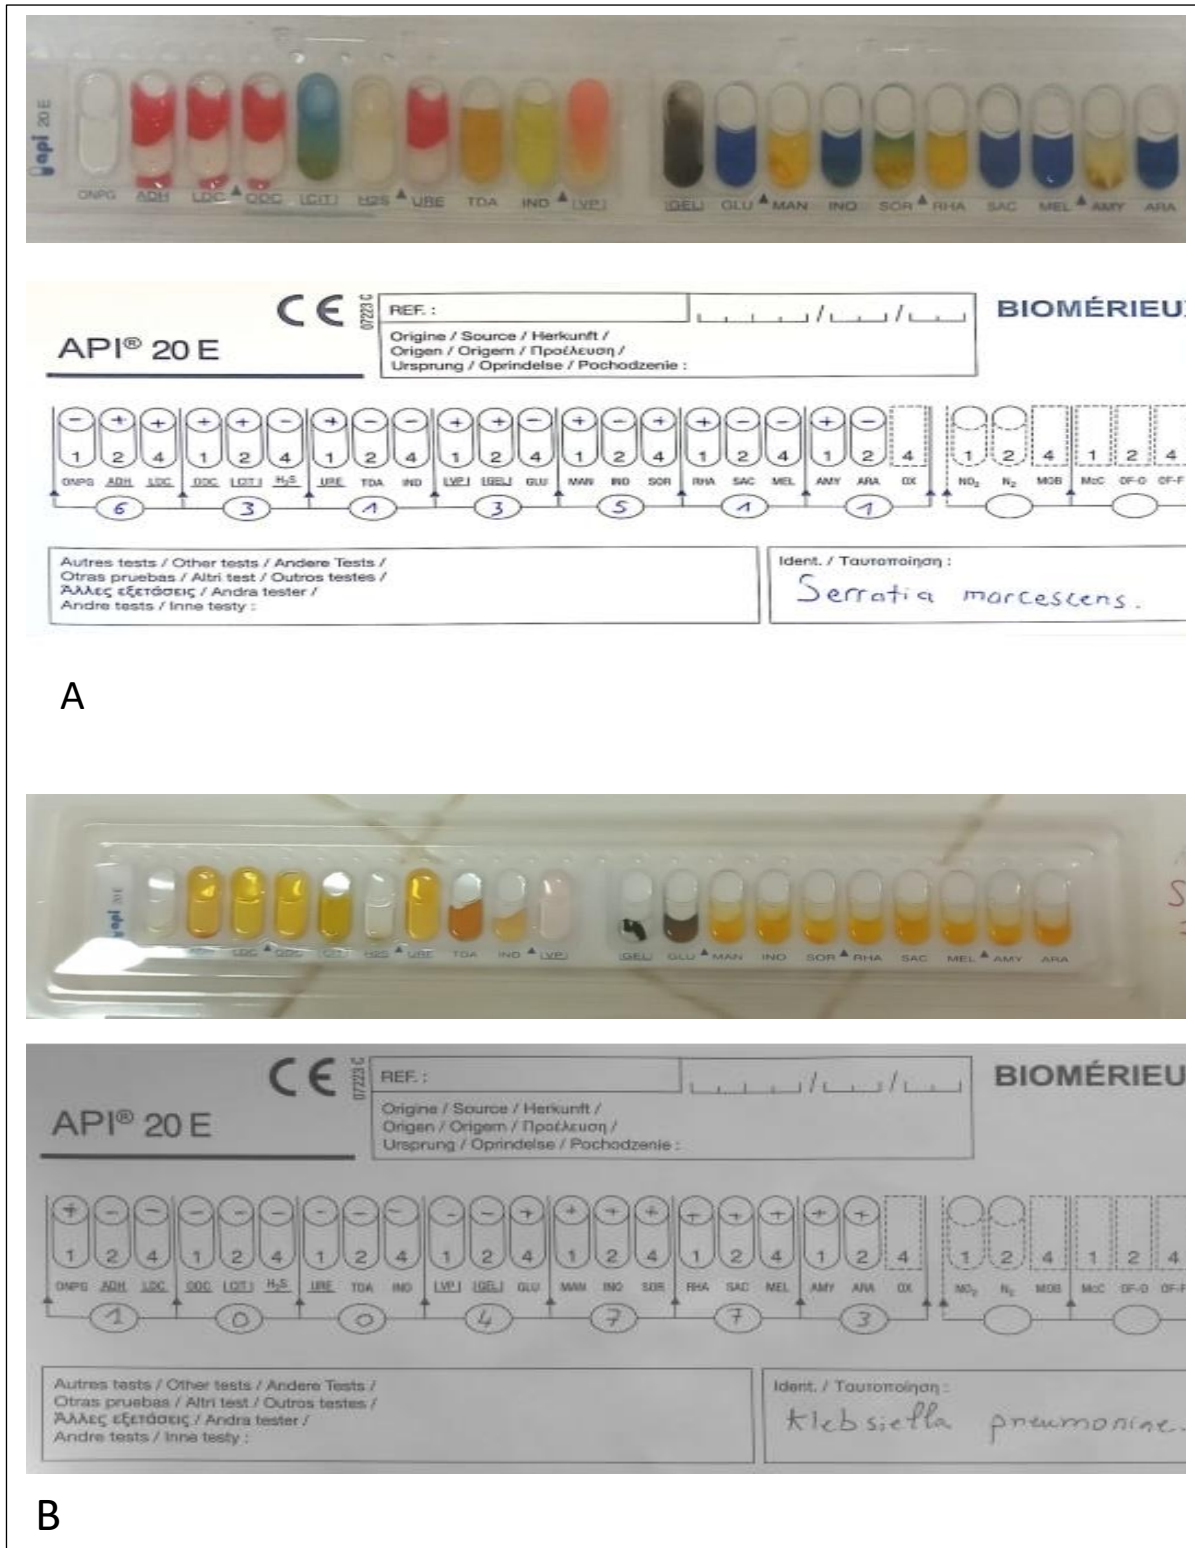 api 20 E
ONPG ADH LDC ODC |CIT| H2S URE TDA IND |VP| |GEL| GLU MAN INO SOR RHA SAC MEL AMY ARA
CE 07223 C
REF. :
BIOMÉRIEUX
API® 20 E
Origine / Source / Herkunft /
Origen / Origem / Προέλευση /
Ursprung / Oprindelse / Pochodzenie :
- + + + + - + - - + + - + - + + - - + -
1 2 4 1 2 4 1 2 4 1 2 4 1 2 4 1 2 4 1 2 4 1 2 4 1 2 4
ONPG ADH LDC ODC |CIT| H₂S URE TDA IND |VP| |GEL| GLU MAN INO SOR RHA SAC MEL AMY ARA OX NO₂ N₂ MOB McC OF-O OF-F
6 3 1 3 5 1 1
Autres tests / Other tests / Andere Tests /
Otras pruebas / Altri test / Outros testes /
Άλλες εξετάσεις / Andra tester /
Andre tests / Inne testy :
Ident. / Ταυτοποίηση :
Serratia marcescens.
A
api 20 E
ADH LDC ODC |CIT| H2S URE TDA IND |VP| |GEL| GLU MAN INO SOR RHA SAC MEL AMY ARA
CE 07223 C
REF. :
BIOMÉRIEU
API® 20 E
Origine / Source / Herkunft /
Origen / Origem / Προέλευση /
Ursprung / Oprindelse / Pochodzenie :
+ - - - - - - - - - - + + + + + + + + +
1 2 4 1 2 4 1 2 4 1 2 4 1 2 4 1 2 4 1 2 4 1 2 4 1 2 4
ONPG ADH LDC ODC |CIT| H₂S URE TDA IND |VP| |GEL| GLU MAN INO SOR RHA SAC MEL AMY ARA OX NO₂ N₂ MOB McC OF-O OF-F
1 0 0 4 7 7 3
Autres tests / Other tests / Andere Tests /
Otras pruebas / Altri test / Outros testes /
Άλλες εξετάσεις / Andra tester /
Andre tests / Inne testy :
Ident. / Ταυτοποίηση :
Klebsiella pneumoniae.
B